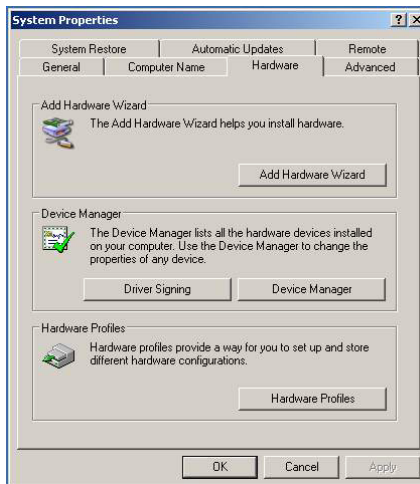 System Properties
System Restore
Automatic Updates
Remote
General
Computer Name
Hardware
Advanced
Add Hardware Wizard
The Add Hardware Wizard helps you install hardware.
Add Hardware Wizard
Device Manager
The Device Manager lists all the hardware devices installed
on your computer. Use the Device Manager to change the
properties of any device.
Driver Signing
Device Manager
Hardware Profiles
Hardware profiles provide a way for you to set up and store
different hardware configurations.
Hardware Profiles
OK
Cancel
Apply